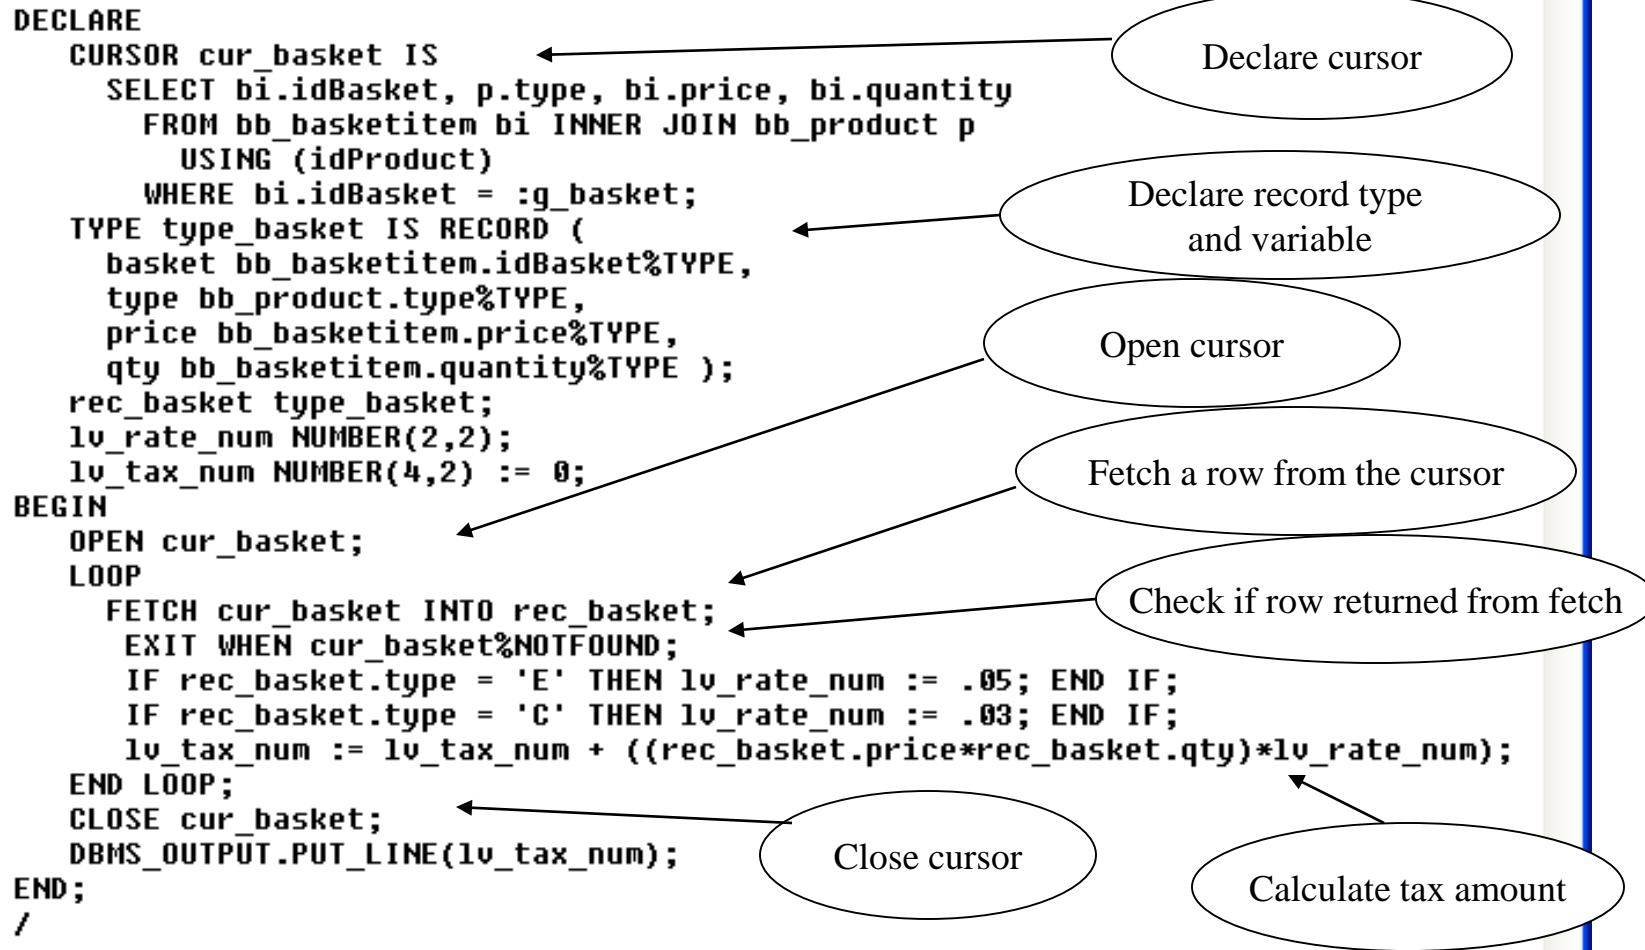 DECLARE
CURSOR cur_basket IS
SELECT bi.idBasket, p.type, bi.price, bi.quantity
FROM bb_basketitem bi INNER JOIN bb_product p
USING (idProduct)
WHERE bi.idBasket = :g_basket;
TYPE type_basket IS RECORD (
basket bb_basketitem.idBasket%TYPE,
type bb_product.type%TYPE,
price bb_basketitem.price%TYPE,
qty bb_basketitem.quantity%TYPE );
rec_basket type_basket;
lv_rate_num NUMBER(2,2);
lv_tax_num NUMBER(4,2) := 0;
BEGIN
OPEN cur_basket;
LOOP
FETCH cur_basket INTO rec_basket;
EXIT WHEN cur_basket%NOTFOUND;
IF rec_basket.type = 'E' THEN lv_rate_num := .05; END IF;
IF rec_basket.type = 'C' THEN lv_rate_num := .03; END IF;
lv_tax_num := lv_tax_num + ((rec_basket.price*rec_basket.qty)*lv_rate_num);
END LOOP;
CLOSE cur_basket;
DBMS_OUTPUT.PUT_LINE(lv_tax_num);
END;
/
Declare cursor
Declare record type
and variable
Open cursor
Fetch a row from the cursor
Check if row returned from fetch
Close cursor
Calculate tax amount